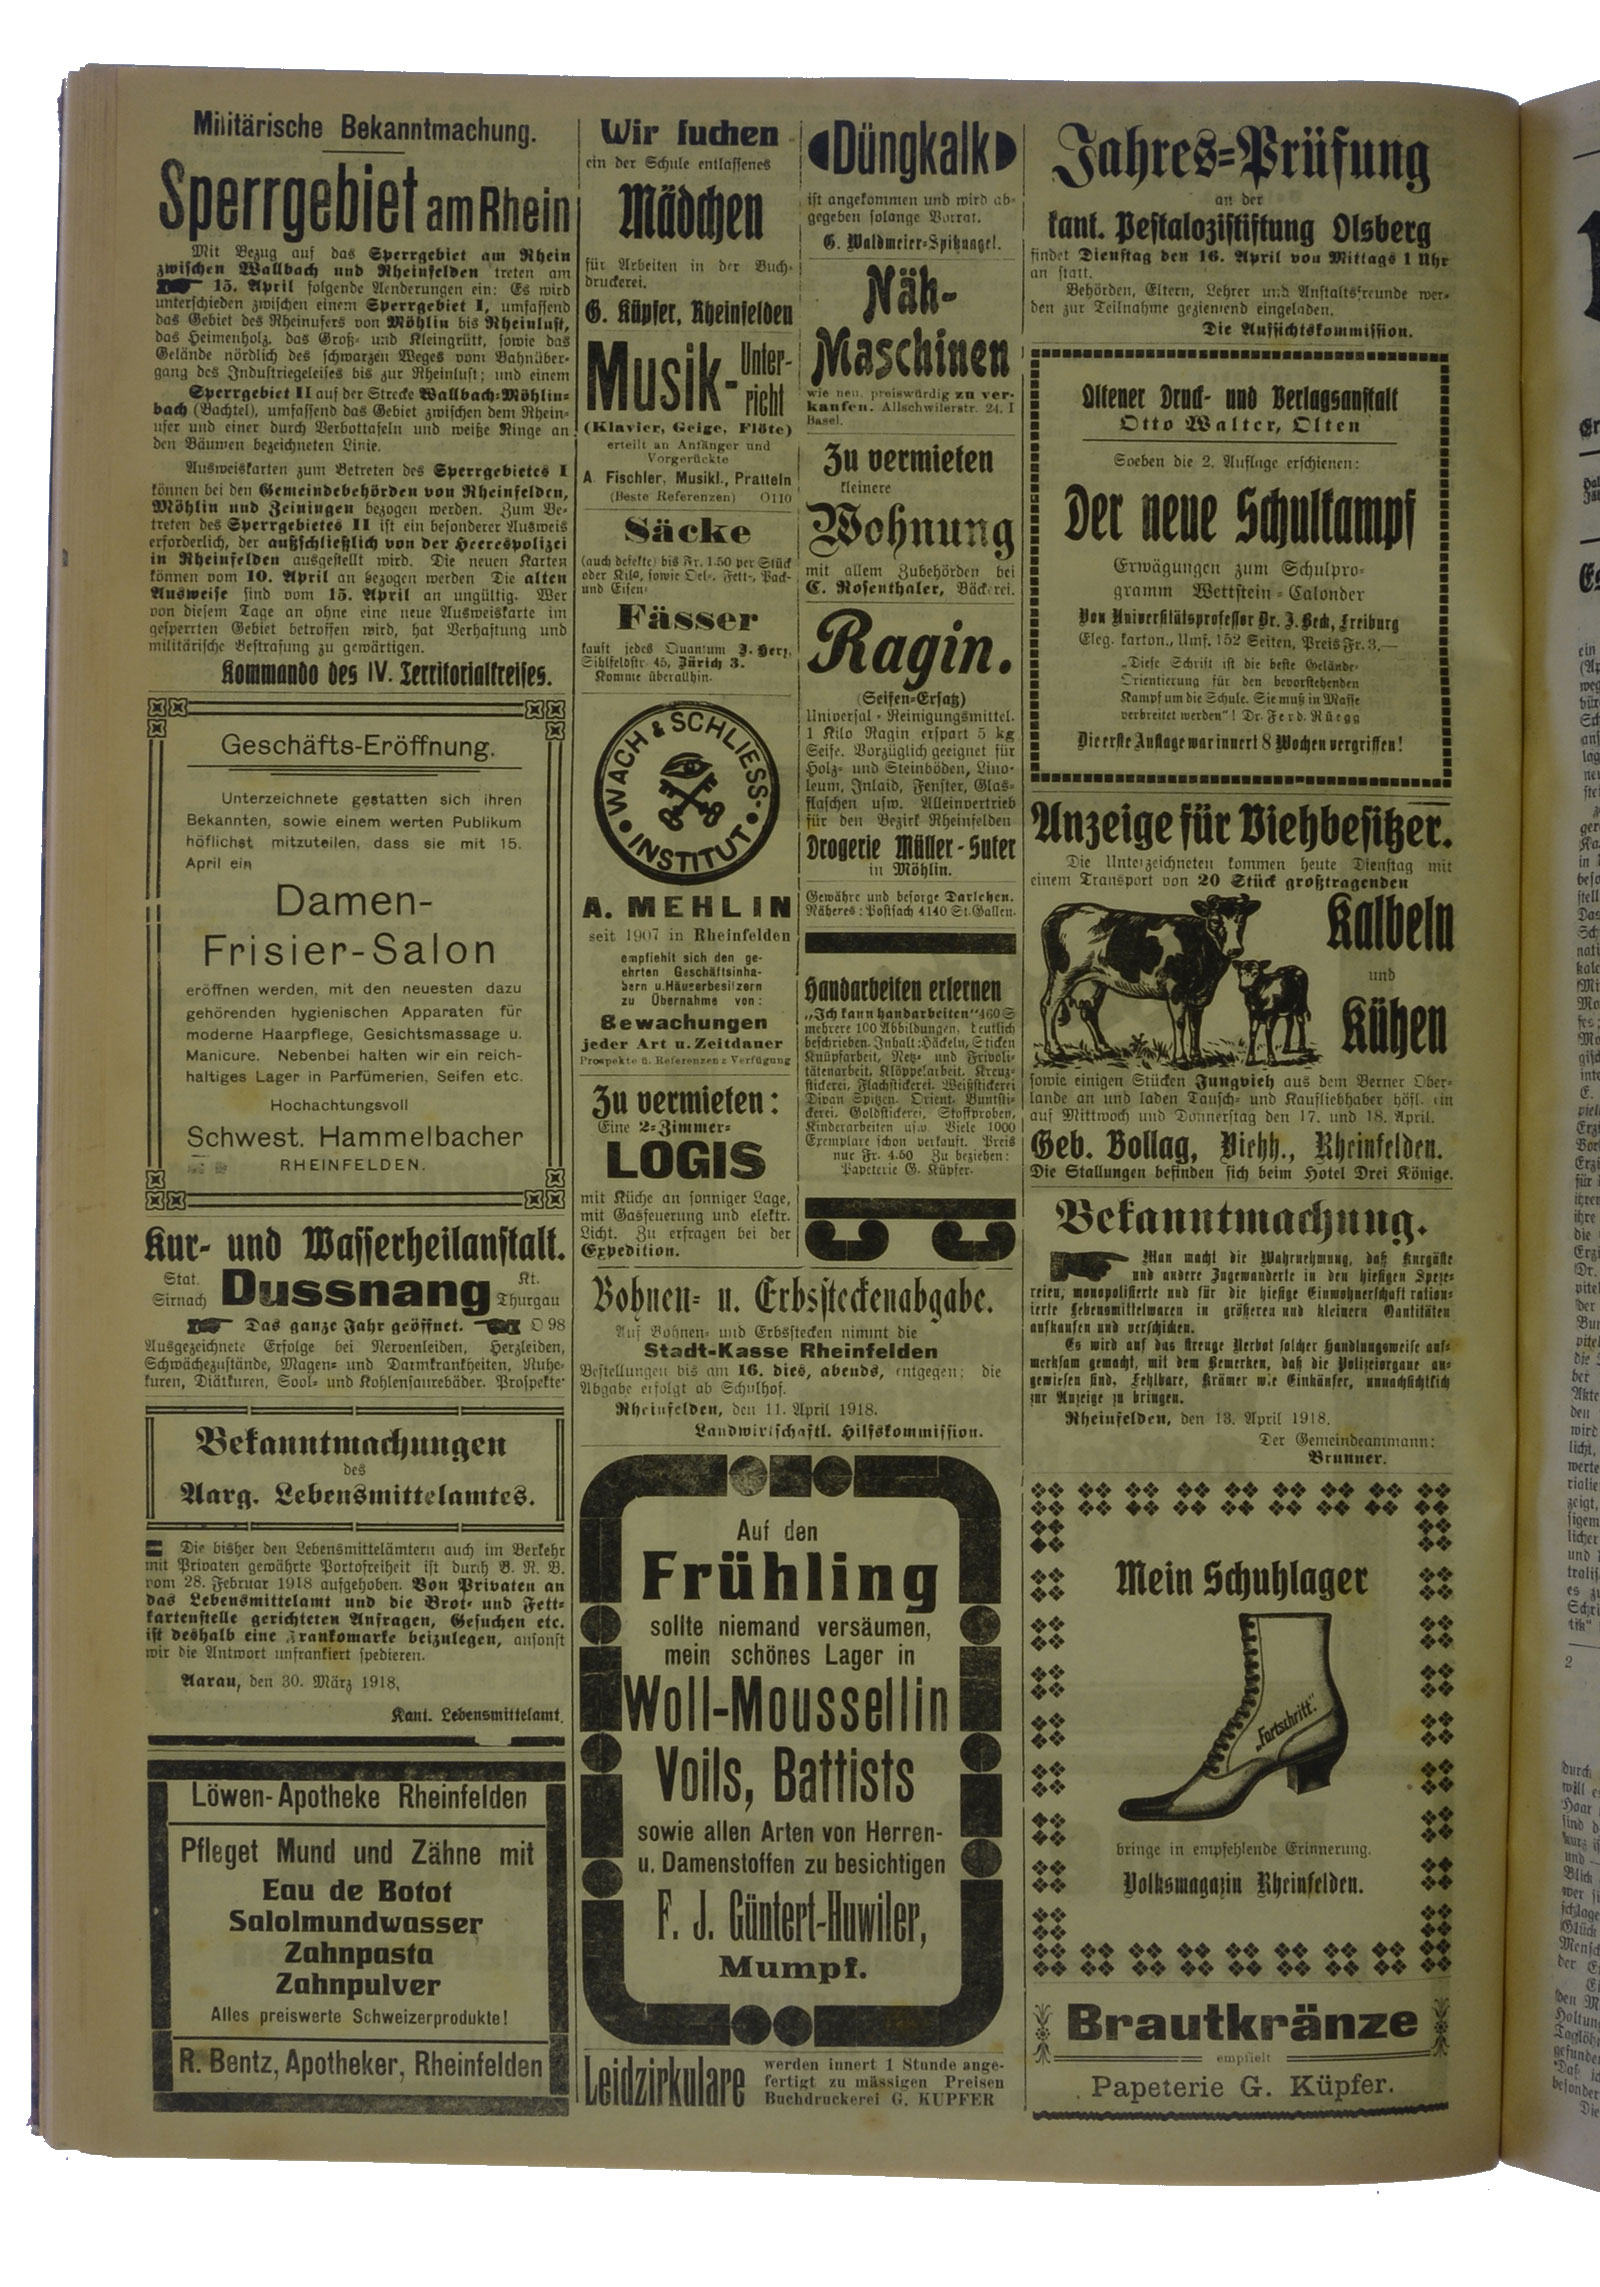 Militärische Bekanntmachung.
Sperrgebiet am Rhein
Mit Bezug auf das Sperrgebiet am Rhein
zwischen Wallbach und Rheinfelden treten am
15. April folgende Aenderungen ein: Es wird
unterschieden zwischen einem Sperrgebiet I, umfassend
das Gebiet des Rheinufers von Möhlin bis Rheinlust,
das Heimenholz, das Groß- und Kleingrütt, sowie das
Gelände nördlich des schwarzen Weges vom Bahnüber-
gang des Industriegeleises bis zur Rheinlust; und einem
Sperrgebiet II auf der Strecke Wallbach-Möhlin-
bach (Bachtel), umfassend das Gebiet zwischen dem Rhein-
ufer und einer durch Verbottafeln und weiße Ringe an
den Bäumen bezeichneten Linie.
Ausweiskarten zum Betreten des Sperrgebietes I
können bei den Gemeindebehörden von Rheinfelden,
Möhlin und Zeiningen bezogen werden. Zum Be-
treten des Sperrgebietes II ist ein besonderer Ausweis
erforderlich, der außschließlich von der Heerespolizei
in Rheinfelden ausgestellt wird. Die neuen Karten
können vom 10. April an bezogen werden Die alten
Ausweise sind vom 15. April an ungültig. Wer
von diesem Tage an ohne eine neue Ausweiskarte im
gesperrten Gebiet betroffen wird, hat Verhaftung und
militärische Bestrafung zu gewärtigen.
Kommando des IV. Territorialkreises.
Geschäfts-Eröffnung.
Unterzeichnete gestatten sich ihren
Bekannten, sowie einem werten Publikum
höflichst mitzuteilen, dass sie mit 15.
April ein
Damen-
Frisier-Salon
eröffnen werden, mit den neuesten dazu
gehörenden hygienischen Apparaten für
moderne Haarpflege, Gesichtsmassage u.
Manicure. Nebenbei halten wir ein reich-
haltiges Lager in Parfümerien, Seifen etc.
Hochachtungsvoll
Schwest. Hammelbacher
RHEINFELDEN.
Kur- und Wasserheilanstalt.
Stat. Sirnach Dussnang Kt. Thurgau
Das ganze Jahr geöffnet. O 98
Ausgezeichnete Erfolge bei Nervenleiden, Herzleiden,
Schwächezustände, Magen- und Darmkrankheiten, Ruhe-
kuren, Diätkuren, Sool- und Kohlensaurebäder. Prospekte
Bekanntmachungen
des
Aarg. Lebensmittelamtes.
Die bisher den Lebensmittelämtern auch im Verkehr
mit Privaten gewährte Portofreiheit ist durch B. R. B.
vom 28. Februar 1918 aufgehoben. Von Privaten an
das Lebensmittelamt und die Brot- und Fett-
kartenstelle gerichteten Anfragen, Gesuchen etc.
ist deshalb eine Frankomarke beizulegen, ansonst
wir die Antwort unfrankiert spedieren.
Aarau, den 30. März 1918,
Kant. Lebensmittelamt.
Löwen-Apotheke Rheinfelden
Pfleget Mund und Zähne mit
Eau de Botot
Salolmundwasser
Zahnpasta
Zahnpulver
Alles preiswerte Schweizerprodukte!
R. Bentz, Apotheker, Rheinfelden
Wir suchen
ein der Schule entlassenes
Mädchen
für Arbeiten in der Buch-
druckerei.
G. Küpfer, Rheinfelden
Musik-Unter-
richt
(Klavier, Geige, Flöte)
erteilt an Anfänger und
Vorgerückte
A. Fischler, Musikl., Pratteln
(Beste Referenzen) O110
Säcke
(auch defekte) bis Fr. 1.50 per Stück
oder Kilo, sowie Oel-, Fett-, Pack-
und Eisen-
Fässer
kauft jedes Quantum J. Herz,
Sihlfeldstr 45, Zürich 3.
Komme überallhin.
WACH & SCHLIESS-
INSTITUT
A. MEHLIN
seit 1907 in Rheinfelden
empfiehlt sich den ge-
ehrten Geschäftsinha-
bern u. Häuserbesitzern
zu Übernahme von:
Bewachungen
jeder Art u. Zeitdauer
Prospekte ü. Referenzen z Verfügung
Zu vermieten:
Eine 2-Zimmer-
LOGIS
mit Küche an sonniger Lage,
mit Gasfeuerung und elektr.
Licht. Zu erfragen bei der
Expedition.
Düngkalk
ist angekommen und wird ab-
gegeben solange Vorrat.
G. Waldmeier-Spitznagel.
Näh-
Maschinen
wie neu, preiswürdig zu ver-
kaufen. Allschwilerstr. 24. I
Basel.
Zu vermieten
kleinere
Wohnung
mit allem Zubehörden bei
C. Rosenthaler, Bäckerei.
Ragin.
(Seifen-Ersatz)
Universal-Reinigungsmittel.
1 Kilo Ragin erspart 5 kg
Seife. Vorzüglich geeignet für
Holz- und Steinböden, Lino-
leum, Inlaid, Fenster, Glas-
flaschen usw. Alleinvertrieb
für den Bezirk Rheinfelden
Drogerie Müller-Suter
in Möhlin.
Gewähre und besorge Darlehen.
Näheres: Postfach 4140 St. Gallen.
Handarbeiten erlernen
„Ich kann handarbeiten" 460 S
mehrere 100 Abbildungen, deutlich
beschrieben. Inhalt: Häckeln, Sticken
Knüpfarbeit, Netz- und Frivoli-
tätenarbeit, Klöppelarbeit, Kreuz-
stickerei, Flachstickerei, Weißstickerei
Divan Spitzen. Orient. Buntsti-
ckerei, Goldstickerei, Stoffproben,
Kinderarbeiten usw. Viele 1000
Exemplare schon verkauft. Preis
nur Fr. 4.50 Zu beziehen:
Papeterie G. Küpfer.
Bohnen- u. Erbssteckenabgabe.
Auf Bohnen- und Erbsstecken nimmt die
Stadt-Kasse Rheinfelden
Bestellungen bis am 16. dies, abends, entgegen; die
Abgabe erfolgt ab Schulhof.
Rheinfelden, den 11. April 1918.
Landwirtschaftl. Hilfskommission.
Auf den
Frühling
sollte niemand versäumen,
mein schönes Lager in
Woll-Moussellin
Voils, Battists
sowie allen Arten von Herren-
u. Damenstoffen zu besichtigen
F. J. Güntert-Huwiler,
Mumpf.
Leidzirkulare
werden innert 1 Stunde ange-
fertigt zu mässigen Preisen
Buchdruckerei G. KUPFER
Jahres-Prüfung
an der
kant. Pestalozistiftung Olsberg
findet Dienstag den 16. April von Mittags 1 Uhr
an statt.
Behörden, Eltern, Lehrer und Anstaltsfreunde wer-
den zur Teilnahme geziemend eingeladen.
Die Aufsichtskommission.
Oltener Druck- und Verlagsanstalt
Otto Walter, Olten
Soeben die 2. Auflage erschienen:
Der neue Schulkampf
Erwägungen zum Schulpro-
gramm Wettstein-Calonder
Von Universitätsprofessor Dr. J. Beck, Freiburg
Eleg. karton., Umf. 152 Seiten, Preis Fr. 3.—
„Diese Schrift ist die beste Gelände-
Orientierung für den bevorstehenden
Kampf um die Schule. Sie muß in Masse
verbreitet werden"! Dr. Ferd. Rüegg
Die erste Auflage war innert 8 Wochen vergriffen!
Anzeige für Viehbesitzer.
Die Unterzeichneten kommen heute Dienstag mit
einem Transport von 20 Stück großtragenden
Kalbeln
und
Kühen
sowie einigen Stücken Jungvieh aus dem Berner Ober-
lande an und laden Tausch- und Kaufliebhaber höfl. ein
auf Mittwoch und Donnerstag den 17. und 18. April.
Geb. Bollag, Viehh., Rheinfelden.
Die Stallungen befinden sich beim Hotel Drei Könige.
Bekanntmachung.
Man macht die Wahrnehmung, daß Kurgäste
und andere Zugewanderte in den hiesigen Speze-
reien, monopolisierte und für die hiesige Einwohnerschaft ration-
ierte Lebensmittelwaren in größeren und kleinern Qantitäten
aufkaufen und verschicken.
Es wird auf das strenge Verbot solcher Handlungsweise auf-
merksam gemacht, mit dem Bemerken, daß die Polizeiorgane an-
gewiesen sind, Fehlbare, Krämer wie Einkäufer, unnachsichtlich
zur Anzeige zu bringen.
Rheinfelden, den 13. April 1918.
Der Gemeindeammann:
Brunner.
Mein Schuhlager
„Fortschritt."
bringe in empfehlende Erinnerung.
Volksmagazin Rheinfelden.
Brautkränze
empfielt
Papeterie G. Küpfer.